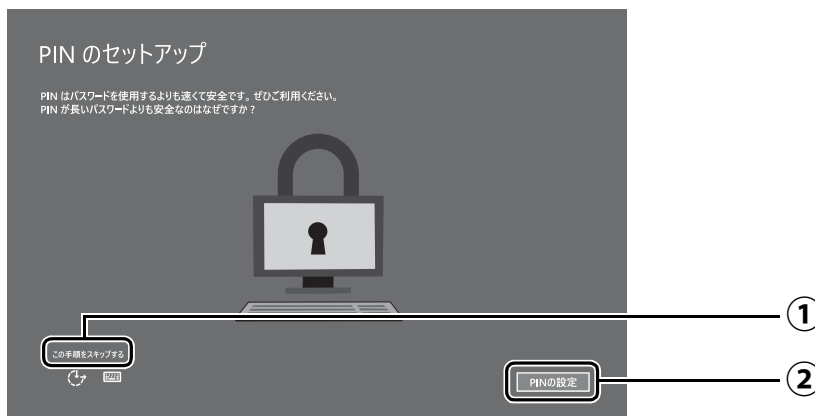 PIN のセットアップ
PIN はパスワードを使用するよりも速くて安全です。ぜひご利用ください。
PIN が長いパスワードよりも安全なのはなぜですか?
①
この手順をスキップする
PINの設定
②